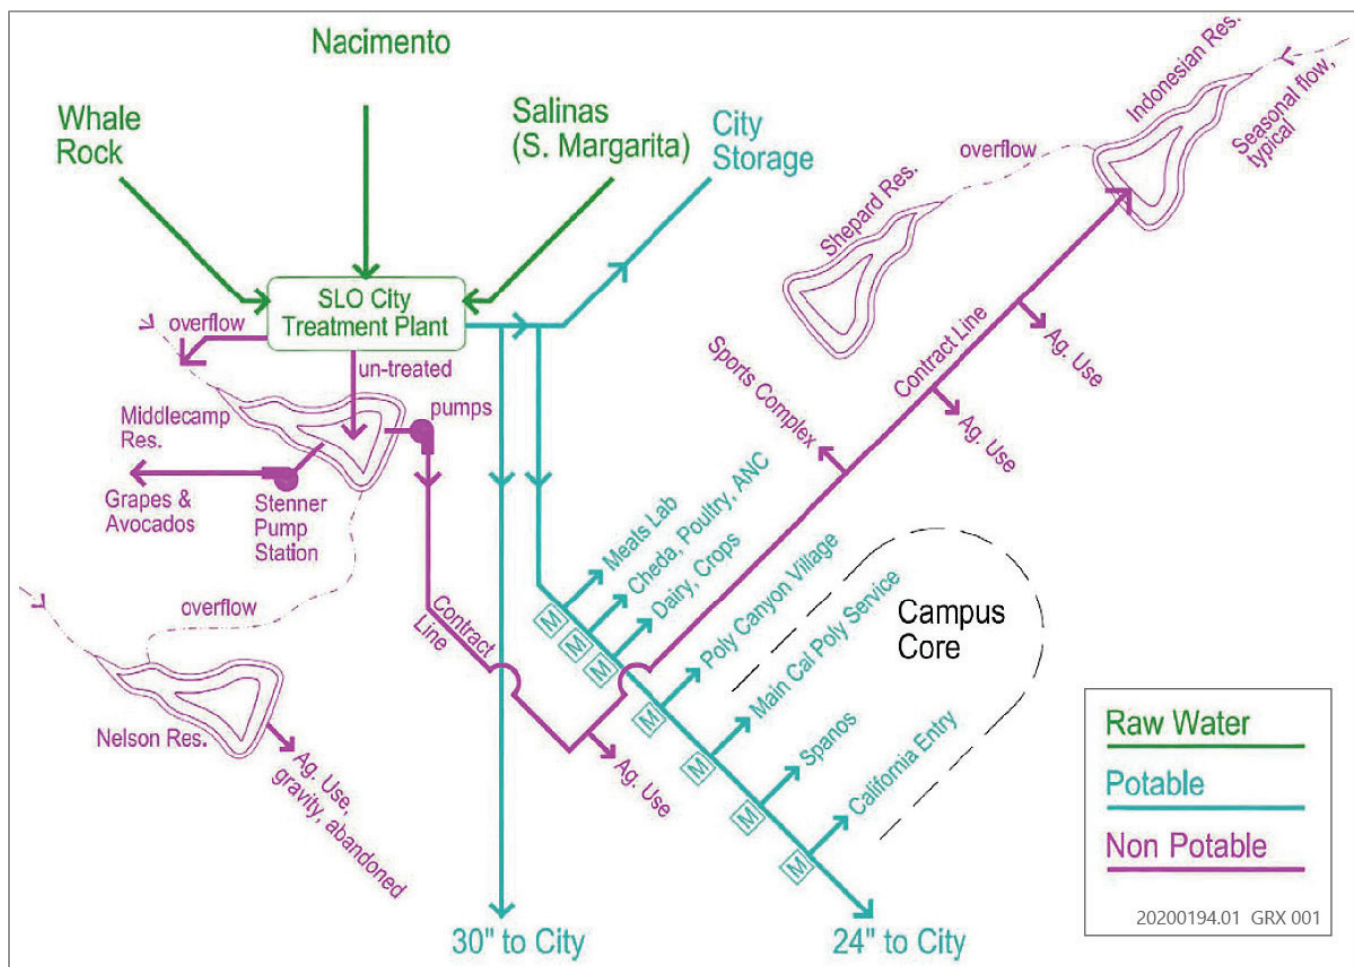 Nacimento
Whale
Rock
Salinas
(S. Margarita)
City
Storage
Indonesian Res.
Seasonal flow,
typical
overflow
Shepard Res.
SLO City
Treatment Plant
overflow
un-treated
Middlecamp
Res.
pumps
Grapes &
Avocados
Stenner
Pump
Station
overflow
Contract
Line
Nelson Res.
Ag. Use,
gravity, abandoned
Sports Complex
Contract Line
Ag. Use
Ag. Use
Ag. Use
Meats Lab
Cheda, Poultry, ANC
Dairy, Crops
Poly Canyon Village
Main Cal Poly Service
Spanos
California Entry
M
M
M
M
M
M
M
Campus
Core
30" to City
24" to City
Raw Water
Potable
Non Potable
20200194.01 GRX 001